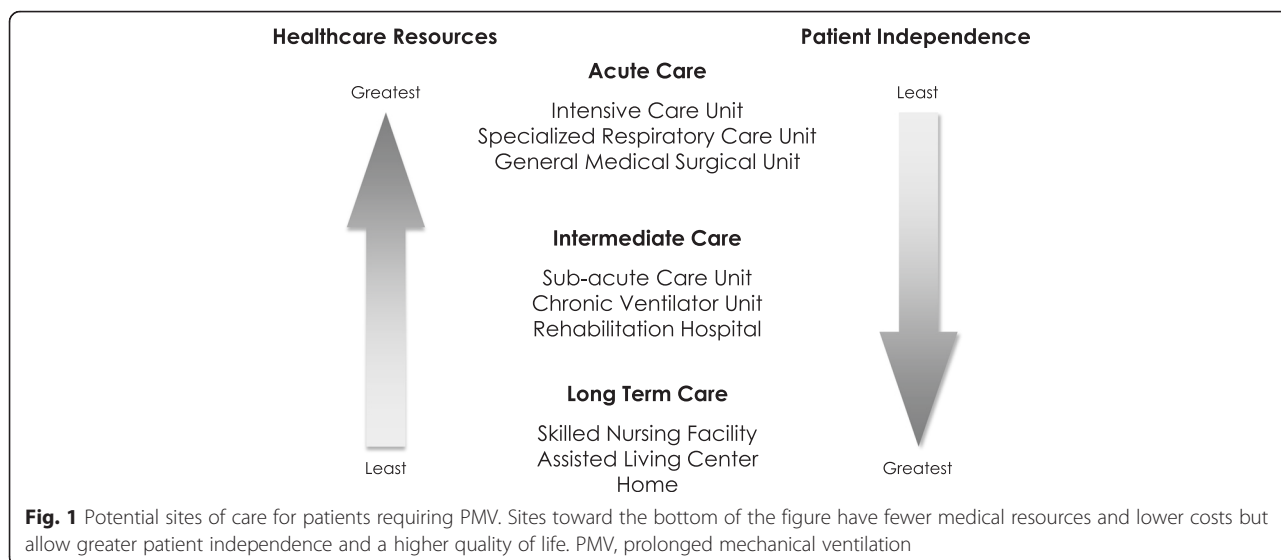 Healthcare Resources
Patient Independence
Acute Care
Greatest
Least
Intensive Care Unit
Specialized Respiratory Care Unit
General Medical Surgical Unit
Intermediate Care
Sub-acute Care Unit
Chronic Ventilator Unit
Rehabilitation Hospital
Long Term Care
Skilled Nursing Facility
Assisted Living Center
Home
Least
Greatest
Fig. 1 Potential sites of care for patients requiring PMV. Sites toward the bottom of the figure have fewer medical resources and lower costs but
allow greater patient independence and a higher quality of life. PMV, prolonged mechanical ventilation